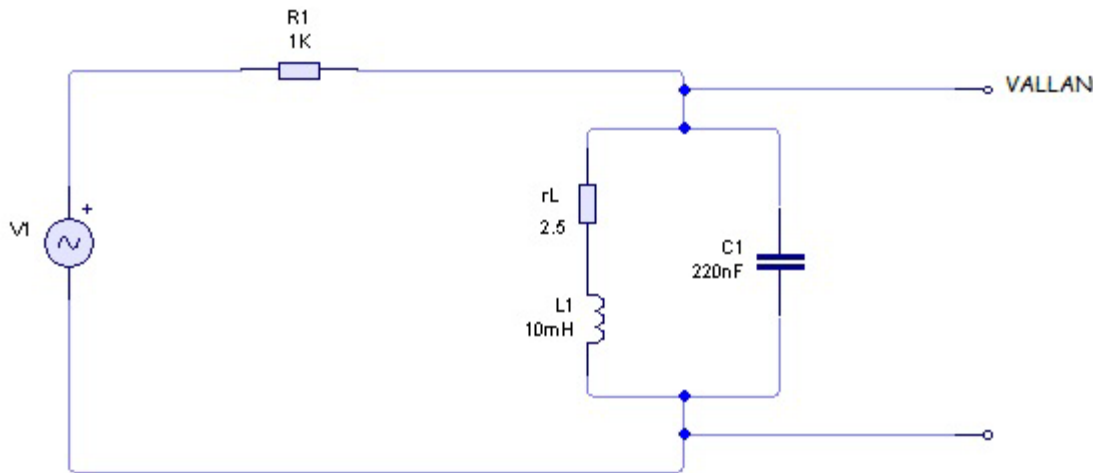 R1
1K
VALLAN
V1
+
rL
2.5
C1
220nF
L1
10mH